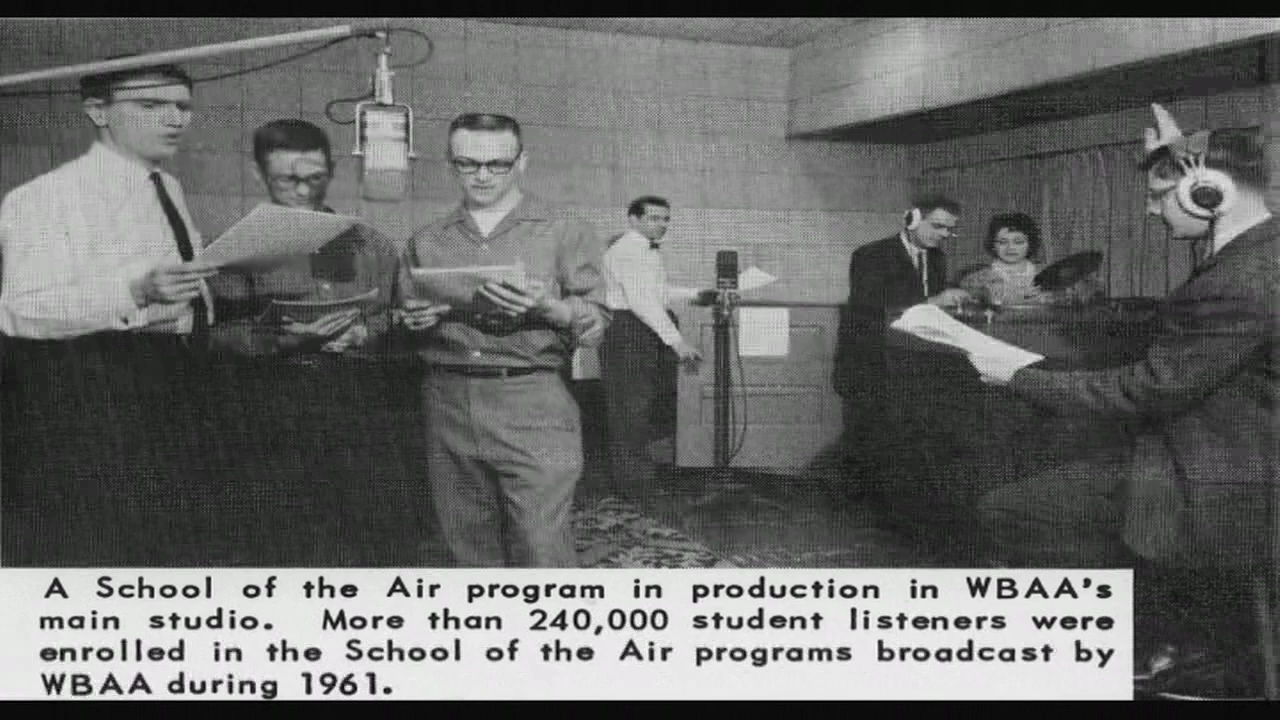 A School of the Air program in production in WBAA's
main studio. More than 240,000 student listeners were
enrolled in the School of the Air programs broadcast by
WBAA during 1961.